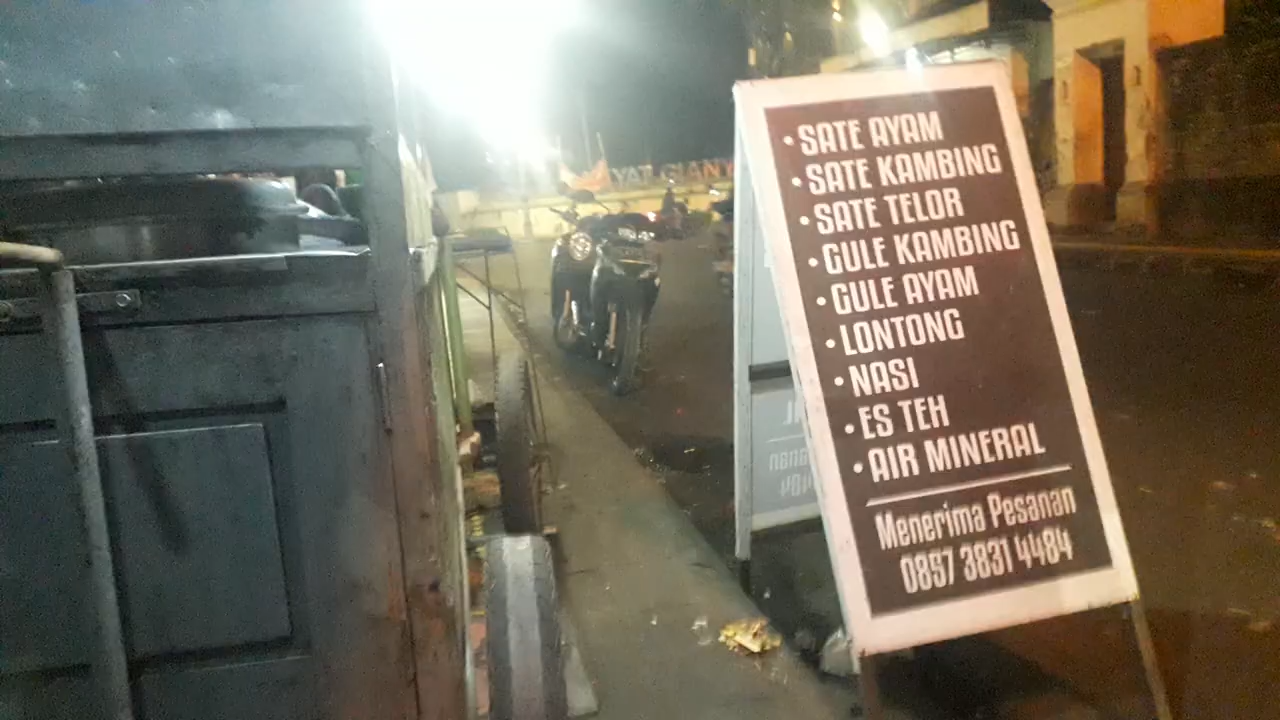 • SATE AYAM
• SATE KAMBING
• SATE TELOR
• GULE KAMBING
• GULE AYAM
• LONTONG
• NASI
• ES TEH
• AIR MINERAL
Menerima Pesanan
0857 3831 4484